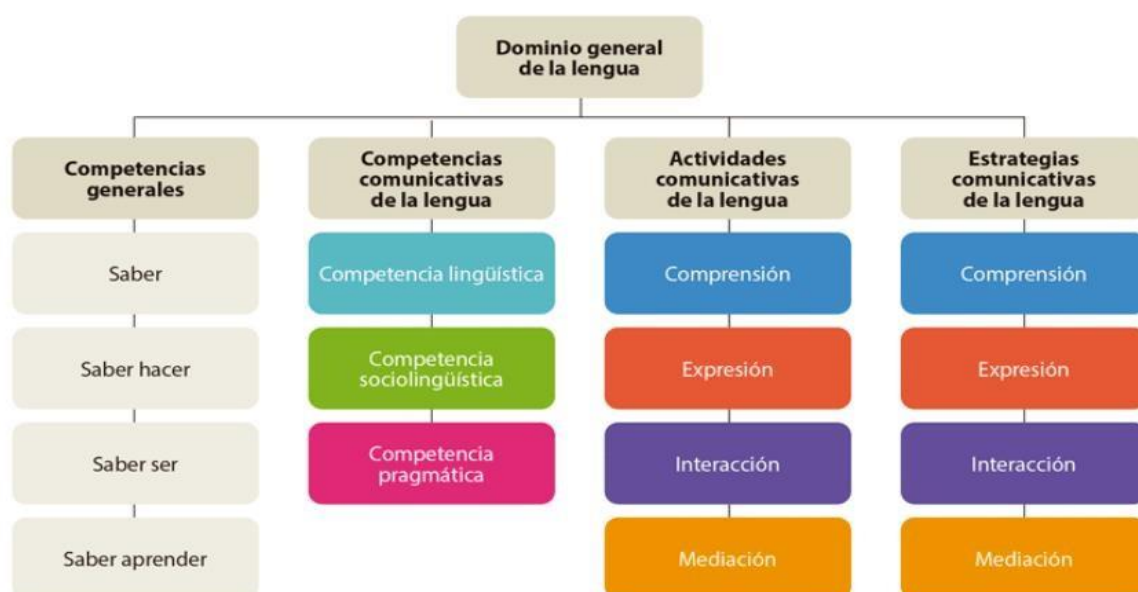 Dominio general
de la lengua
Competencias
generales
Saber
Saber hacer
Saber ser
Saber aprender
Competencias
comunicativas
de la lengua
Competencia lingüística
Competencia
sociolingüística
Competencia
pragmática
Actividades
comunicativas
de la lengua
Comprensión
Expresión
Interacción
Mediación
Estrategias
comunicativas
de la lengua
Comprensión
Expresión
Interacción
Mediación